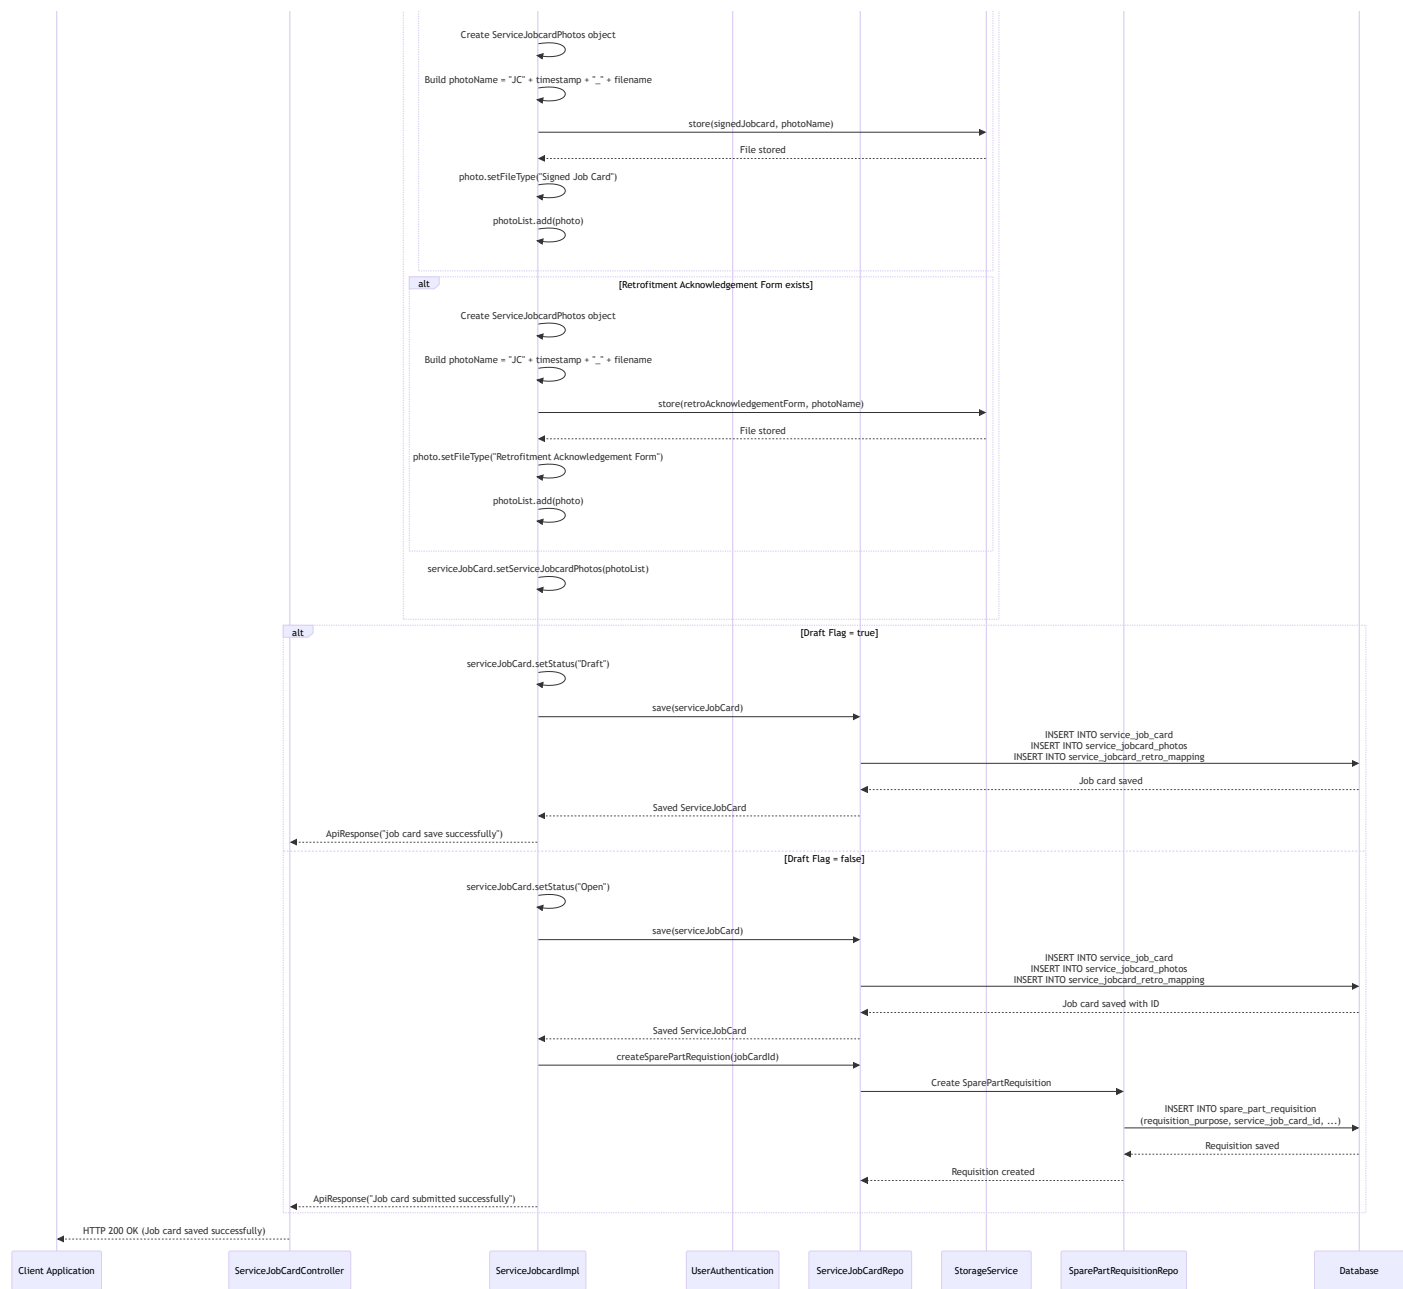 Create ServiceJobcardPhotos object
Build photoName = "JC" + timestamp + "_" + filename
store(signedJobcard, photoName)
File stored
photo.setFileType("Signed Job Card")
photoList.add(photo)
alt
[Retrofitment Acknowledgement Form exists]
Create ServiceJobcardPhotos object
Build photoName = "JC" + timestamp + "_" + filename
store(retroAcknowledgementForm, photoName)
File stored
photo.setFileType("Retrofitment Acknowledgement Form")
photoList.add(photo)
serviceJobCard.setServiceJobcardPhotos(photoList)
alt
[Draft Flag = true]
serviceJobCard.setStatus("Draft")
save(serviceJobCard)
INSERT INTO service_job_card
INSERT INTO service_jobcard_photos
INSERT INTO service_jobcard_retro_mapping
Job card saved
Saved ServiceJobCard
ApiResponse("job card save successfully")
[Draft Flag = false]
serviceJobCard.setStatus("Open")
save(serviceJobCard)
INSERT INTO service_job_card
INSERT INTO service_jobcard_photos
INSERT INTO service_jobcard_retro_mapping
Job card saved with ID
Saved ServiceJobCard
createSparePartRequistion(jobCardId)
Create SparePartRequisition
INSERT INTO spare_part_requisition
(requisition_purpose, service_job_card_id, ...)
Requisition saved
Requisition created
ApiResponse("Job card submitted successfully")
HTTP 200 OK (Job card saved successfully)
Client Application
ServiceJobCardController
ServiceJobcardImpl
UserAuthentication
ServiceJobCardRepo
StorageService
SparePartRequisitionRepo
Database